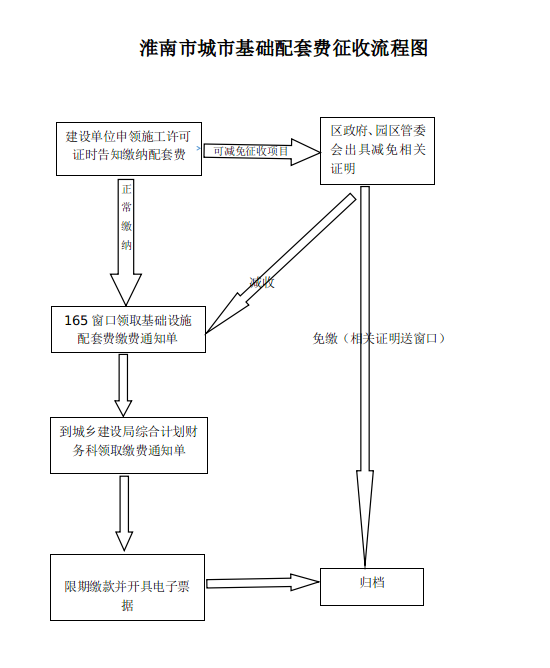 淮南市城市基础配套费征收流程图
建设单位申领施工许可
证时告知缴纳配套费
可减免征收项目
区政府、园区管委
会出具减免相关
证明
正
常
缴
纳
减收
165 窗口领取基础设施
配套费缴费通知单
免缴（相关证明送窗口）
到城乡建设局综合计划财
务科领取缴费通知单
限期缴款并开具电子票
据
归档